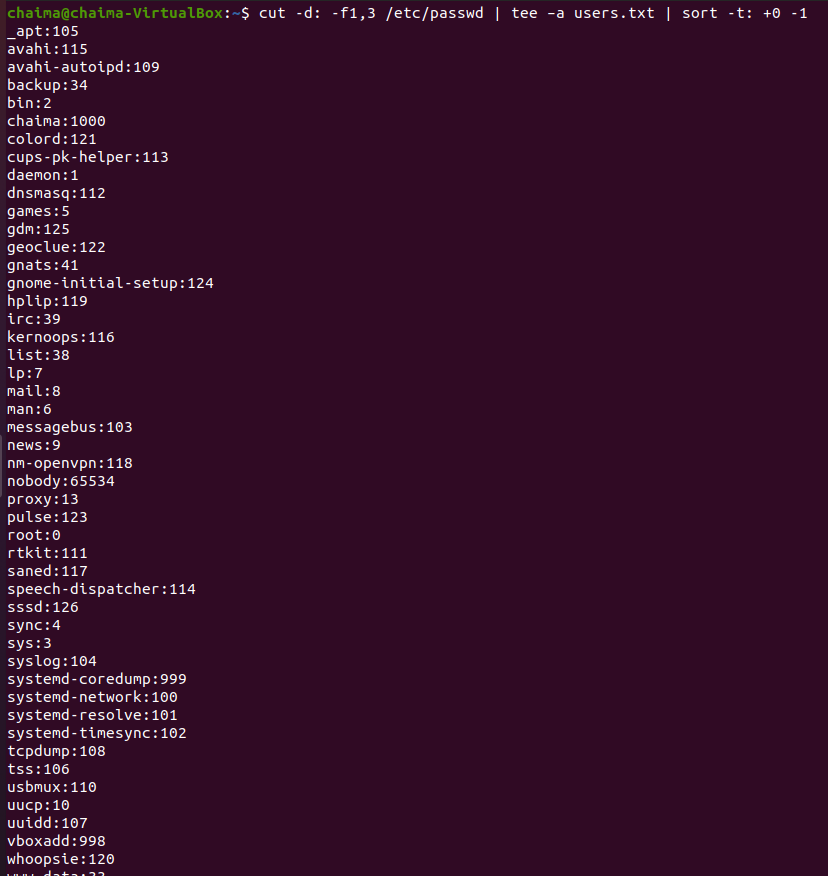 chaima@chaima-VirtualBox:~$ cut -d: -f1,3 /etc/passwd | tee –a users.txt | sort -t: +0 -1
_apt:105
avahi:115
avahi-autoipd:109
backup:34
bin:2
chaima:1000
colord:121
cups-pk-helper:113
daemon:1
dnsmasq:112
games:5
gdm:125
geoclue:122
gnats:41
gnome-initial-setup:124
hplip:119
irc:39
kernoops:116
list:38
lp:7
mail:8
man:6
messagebus:103
news:9
nm-openvpn:118
nobody:65534
proxy:13
pulse:123
root:0
rtkit:111
saned:117
speech-dispatcher:114
sssd:126
sync:4
sys:3
syslog:104
systemd-coredump:999
systemd-network:100
systemd-resolve:101
systemd-timesync:102
tcpdump:108
tss:106
usbmux:110
uucp:10
uuidd:107
vboxadd:998
whoopsie:120
www-data:33